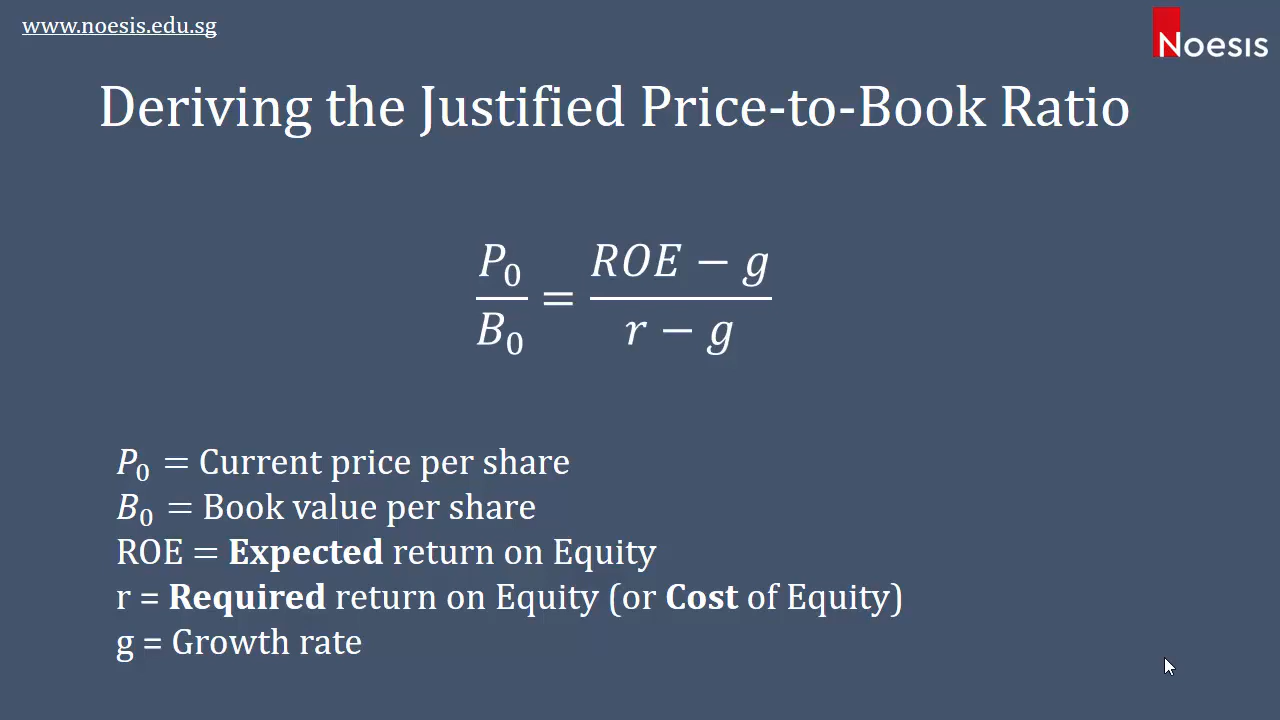 www.noesis.edu.sg
Noesis
Deriving the Justified Price-to-Book Ratio
P₀/B₀ = (ROE − g)/(r − g)
P₀ = Current price per share
B₀ = Book value per share
ROE = Expected return on Equity
r = Required return on Equity (or Cost of Equity)
g = Growth rate